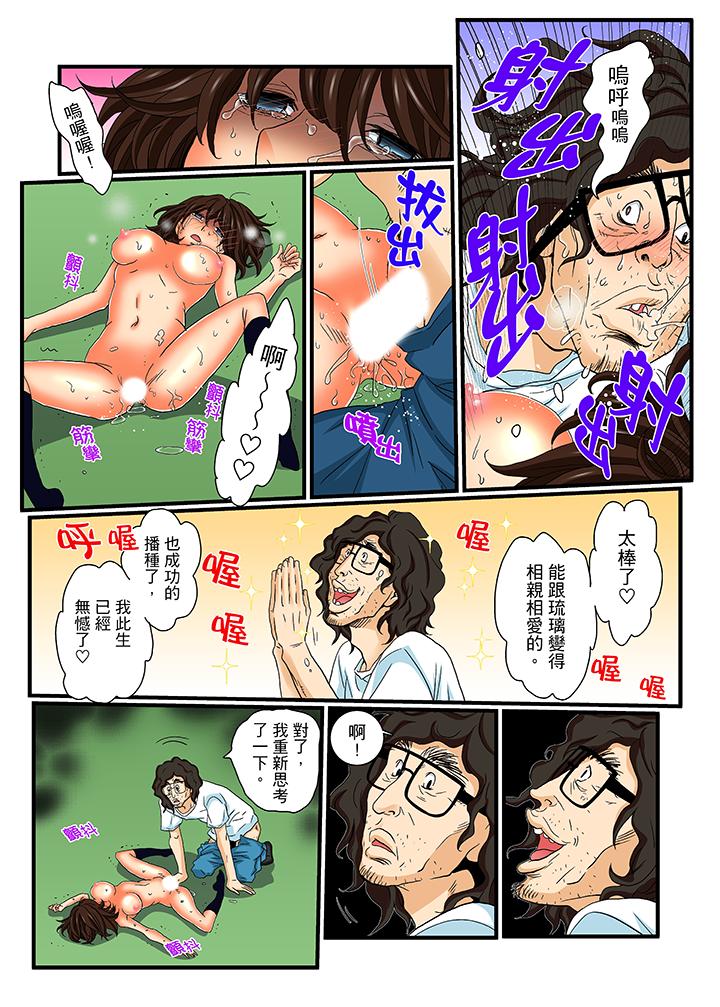 嗚呼嗚嗚
射出
射出
射出
嗚喔喔！
拔出
噴出
啊～～～♡♡
顫抖
顫抖
筋攣
筋攣
太棒了♡
能跟琉璃變得
相親相愛的。
喔
喔
喔
喔
喔
喔
呼
也成功的
播種了，
我此生
已經
無憾了♡
啊！
對了，
我重新思考
了一下。
顫抖
顫抖